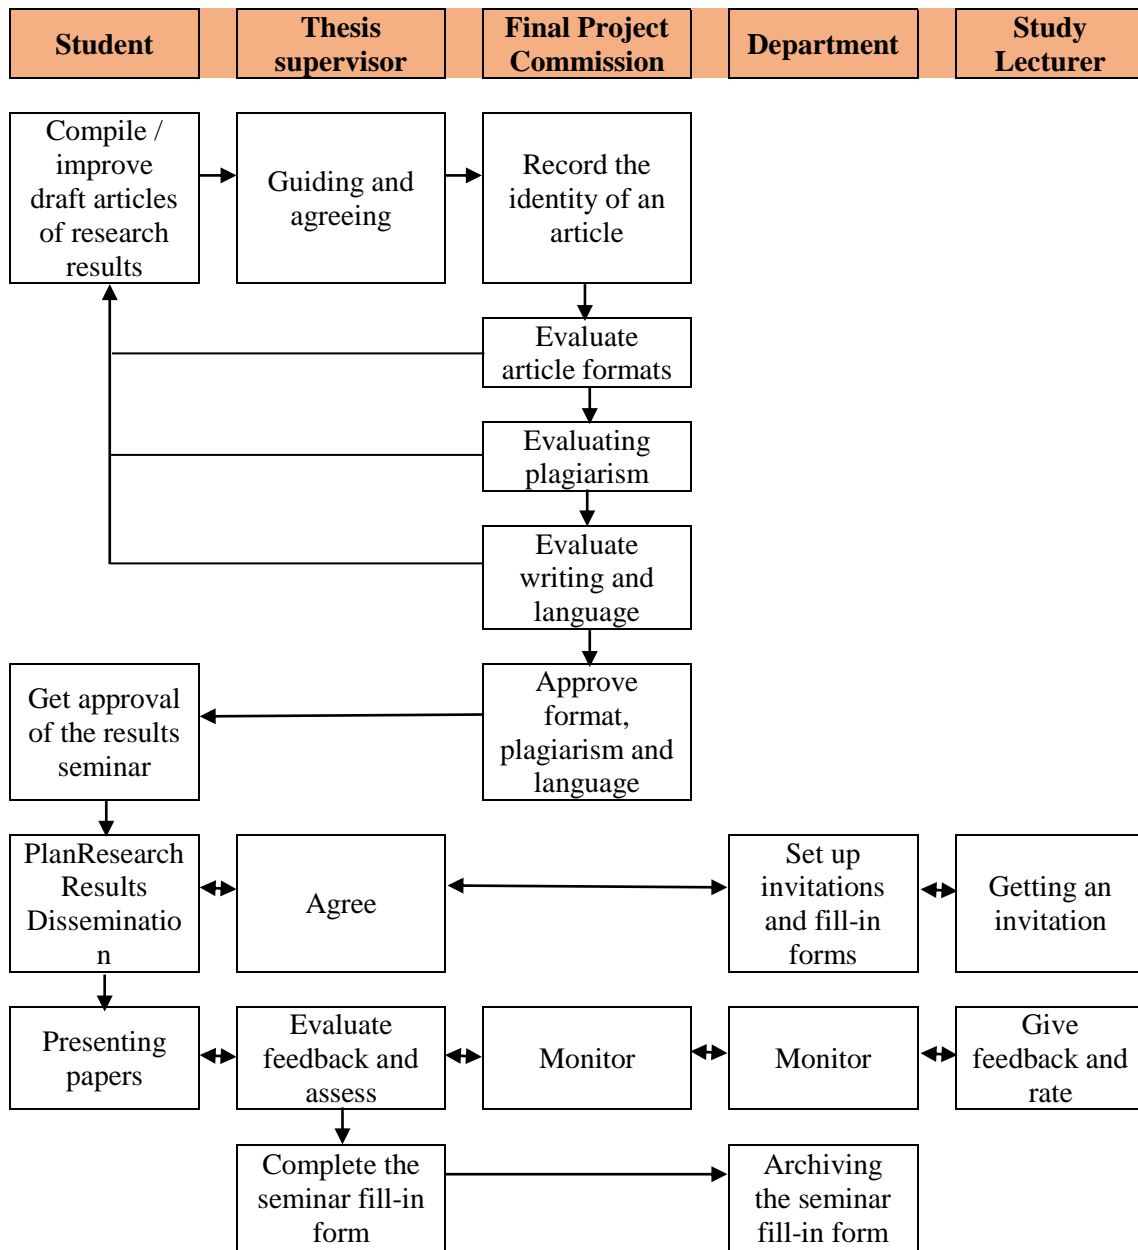 Student
Thesis
supervisor
Final Project
Commission
Department
Study
Lecturer
Compile /
improve
draft articles
of research
results
Guiding and
agreeing
Record the
identity of an
article
Evaluate
article formats
Evaluating
plagiarism
Evaluate
writing and
language
Get approval
of the results
seminar
Approve
format,
plagiarism and
language
PlanResearch
Results
Disseminatio
n
Agree
Set up
invitations
and fill-in
forms
Getting an
invitation
Presenting
papers
Evaluate
feedback and
assess
Monitor
Monitor
Give
feedback and
rate
Complete the
seminar fill-in
form
Archiving
the seminar
fill-in form